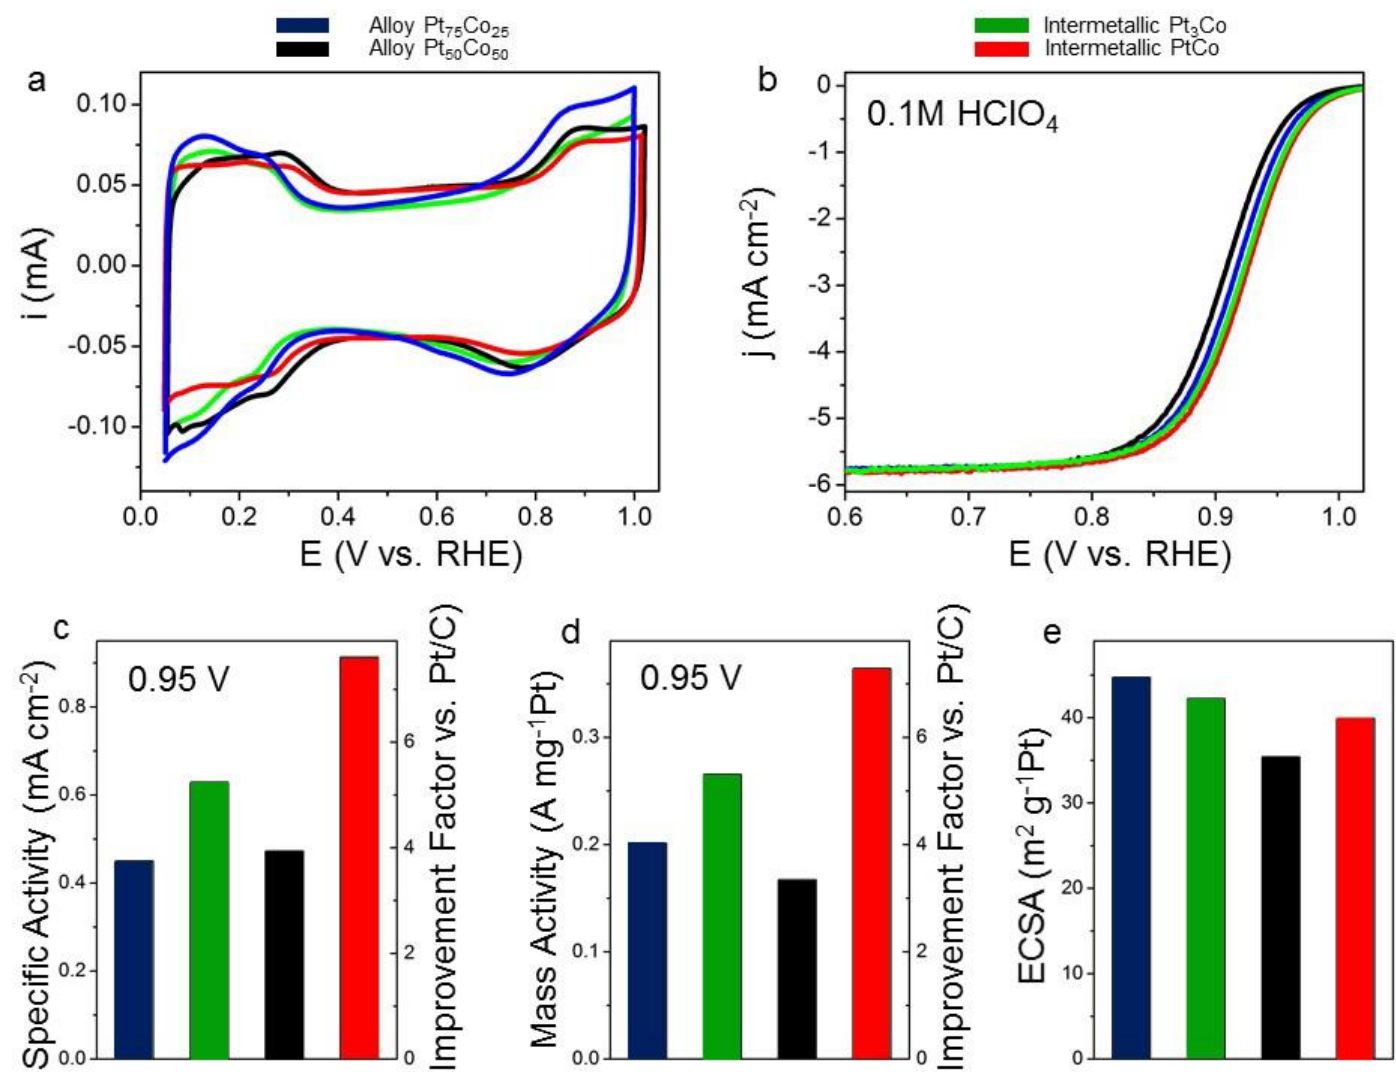 Alloy Pt75Co25
Alloy Pt50Co50
Intermetallic Pt3Co
Intermetallic PtCo
a
0.10
0.05
0.00
-0.05
-0.10
i (mA)
0.0 0.2 0.4 0.6 0.8 1.0
E (V vs. RHE)
b
0.1M HClO4
0
-1
-2
-3
-4
-5
-6
j (mA cm-2)
0.6 0.7 0.8 0.9 1.0
E (V vs. RHE)
c
0.95 V
Specific Activity (mA cm-2)
0.8
0.6
0.4
0.2
0.0
6
4
2
0
Improvement Factor vs. Pt/C)
d
0.95 V
Mass Activity (A mg-1Pt)
0.3
0.2
0.1
0.0
6
4
2
0
Improvement Factor vs. Pt/C)
e
ECSA (m2 g-1Pt)
40
30
20
10
0